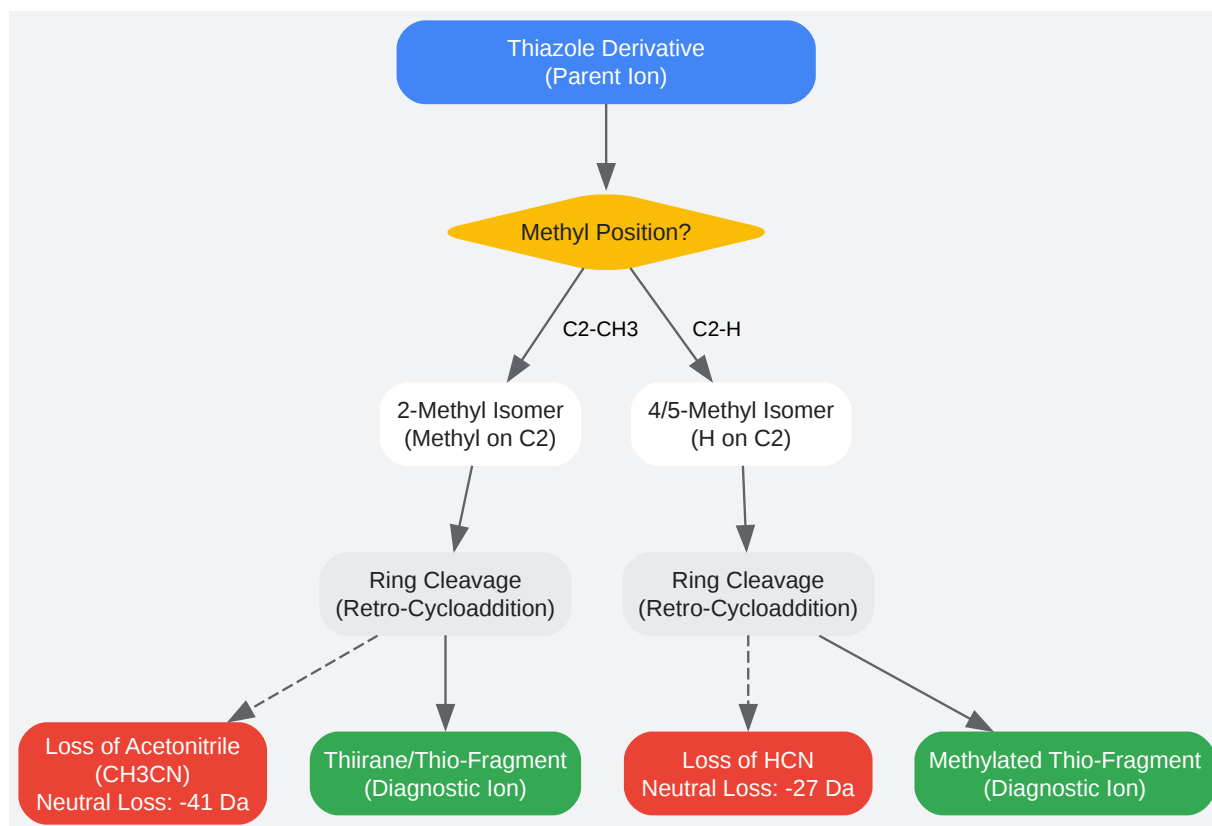 Thiazole Derivative
(Parent Ion)
Methyl Position?
C2-CH3
C2-H
2-Methyl Isomer
(Methyl on C2)
4/5-Methyl Isomer
(H on C2)
Ring Cleavage
(Retro-Cycloaddition)
Ring Cleavage
(Retro-Cycloaddition)
Loss of Acetonitrile
(CH3CN)
Neutral Loss: -41 Da
Thiirane/Thio-Fragment
(Diagnostic Ion)
Loss of HCN
Neutral Loss: -27 Da
Methylated Thio-Fragment
(Diagnostic Ion)